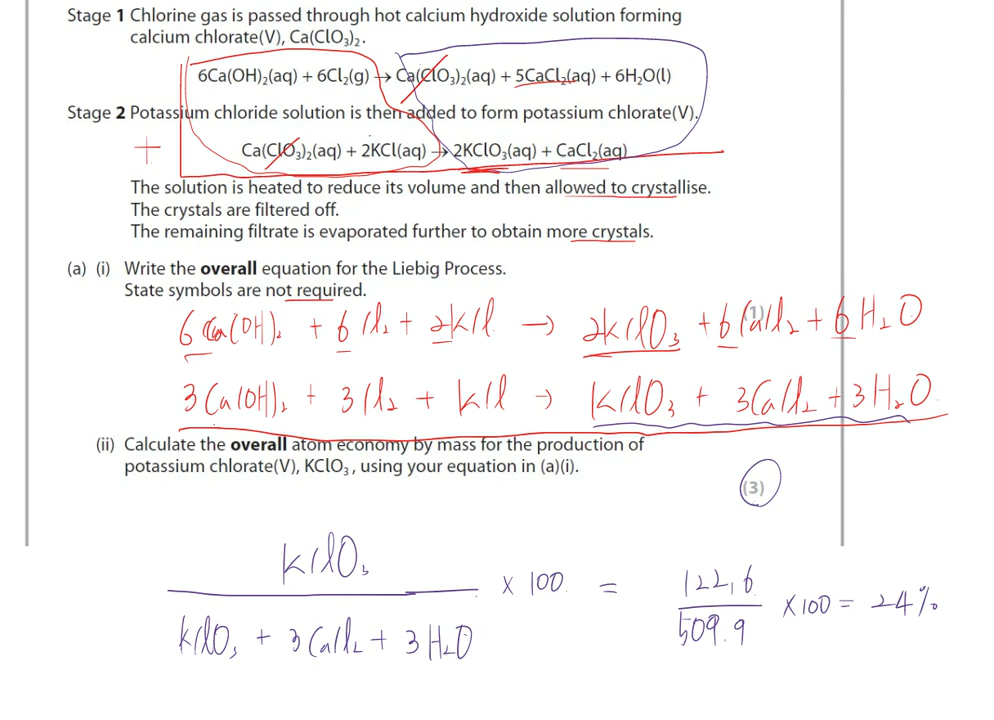 Stage 1 Chlorine gas is passed through hot calcium hydroxide solution forming
calcium chlorate(V), Ca(ClO₃)₂.
6Ca(OH)₂(aq) + 6Cl₂(g) → Ca(ClO₃)₂(aq) + 5CaCl₂(aq) + 6H₂O(l)
Stage 2 Potassium chloride solution is then added to form potassium chlorate(V).
+ Ca(ClO₃)₂(aq) + 2KCl(aq) → 2KClO₃(aq) + CaCl₂(aq)
The solution is heated to reduce its volume and then allowed to crystallise.
The crystals are filtered off.
The remaining filtrate is evaporated further to obtain more crystals.
(a) (i) Write the overall equation for the Liebig Process.
State symbols are not required.
(1)
6Ca(OH)₂ + 6Cl₂ + 2KCl → 2KClO₃ + 6CaCl₂ + 6H₂O
3Ca(OH)₂ + 3Cl₂ + KCl → KClO₃ + 3CaCl₂ + 3H₂O
(ii) Calculate the overall atom economy by mass for the production of
potassium chlorate(V), KClO₃, using your equation in (a)(i).
(3)
KClO₃ × 100 = 122,6 × 100 = 24%
KClO₃ + 3CaCl₂ + 3H₂O 509.9